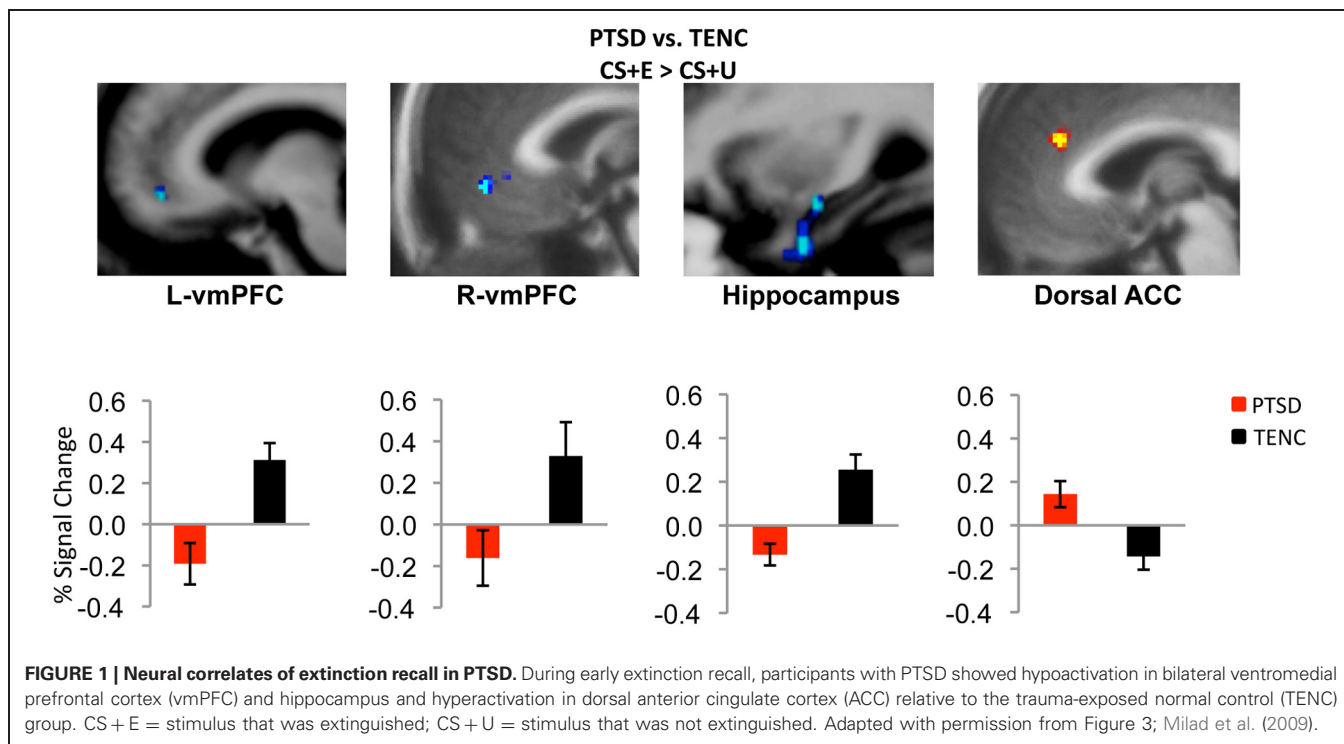 PTSD vs. TENC
CS+E > CS+U
L-vmPFC
R-vmPFC
Hippocampus
Dorsal ACC
% Signal Change
0.6
0.4
0.2
0.0
-0.2
-0.4
0.6
0.4
0.2
0.0
-0.2
-0.4
0.6
0.4
0.2
0.0
-0.2
-0.4
0.6
0.4
0.2
0.0
-0.2
-0.4
PTSD
TENC
FIGURE 1 | Neural correlates of extinction recall in PTSD. During early extinction recall, participants with PTSD showed hypoactivation in bilateral ventromedial
prefrontal cortex (vmPFC) and hippocampus and hyperactivation in dorsal anterior cingulate cortex (ACC) relative to the trauma-exposed normal control (TENC)
group. CS + E = stimulus that was extinguished; CS + U = stimulus that was not extinguished. Adapted with permission from Figure 3; Milad et al. (2009).